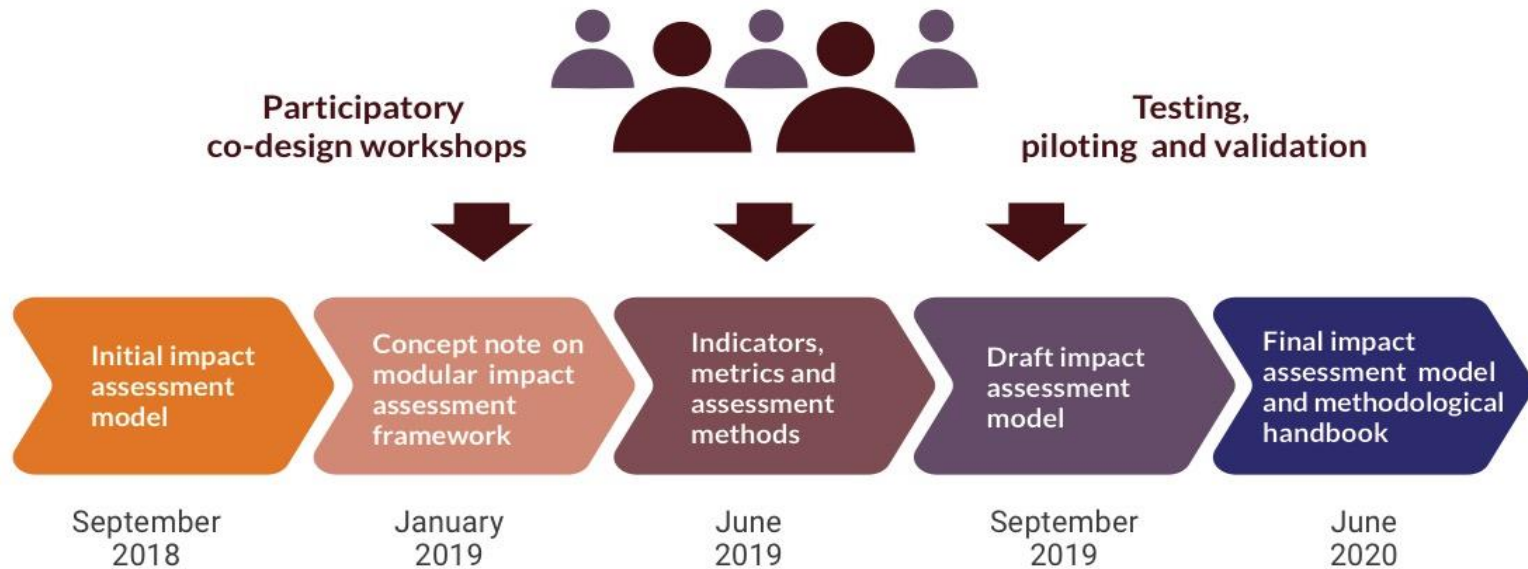 Participatory
co-design workshops
Testing,
piloting and validation
Initial impact
assessment
model
Concept note on
modular impact
assessment
framework
Indicators,
metrics and
assessment
methods
Draft impact
assessment
model
Final impact
assessment model
and methodological
handbook
September
2018
January
2019
June
2019
September
2019
June
2020